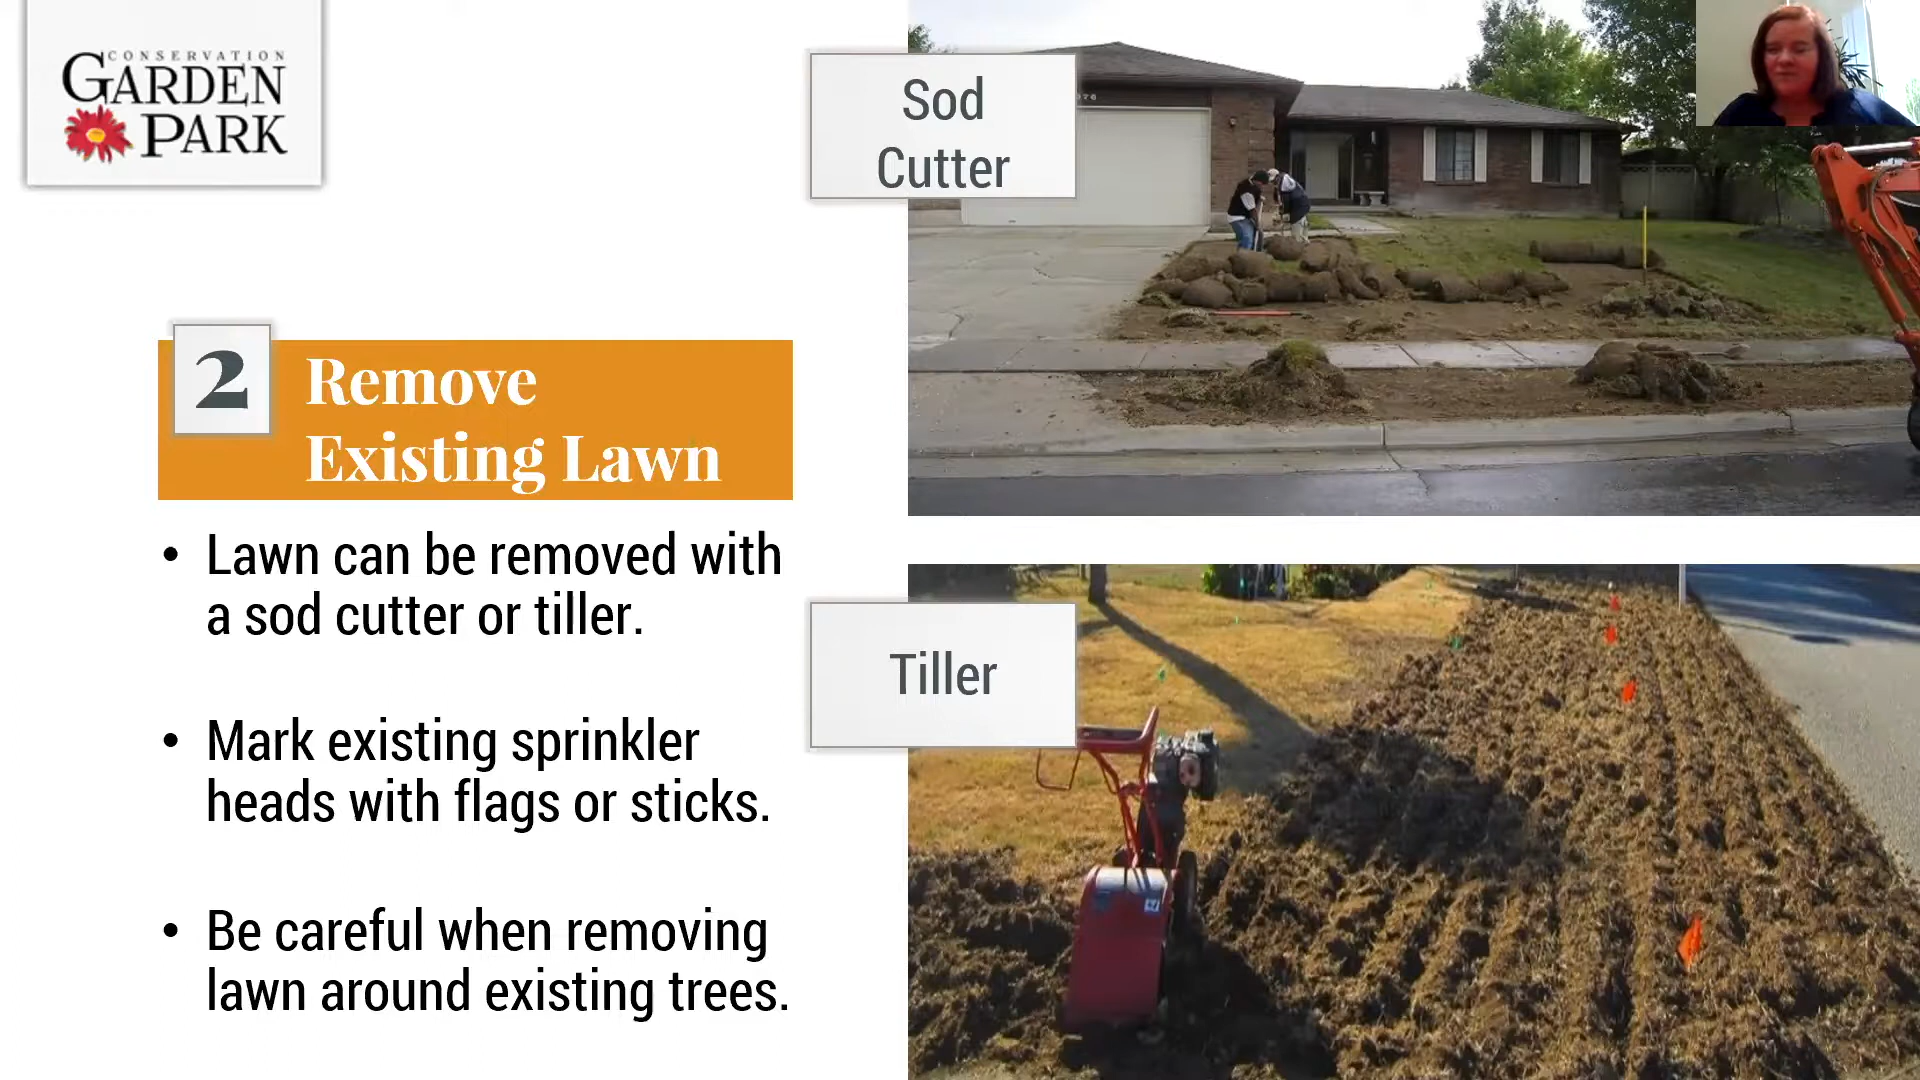 CONSERVATION
GARDEN
PARK
Sod
Cutter
2
Remove
Existing Lawn
• Lawn can be removed with
a sod cutter or tiller.
• Mark existing sprinkler
heads with flags or sticks.
• Be careful when removing
lawn around existing trees.
Tiller